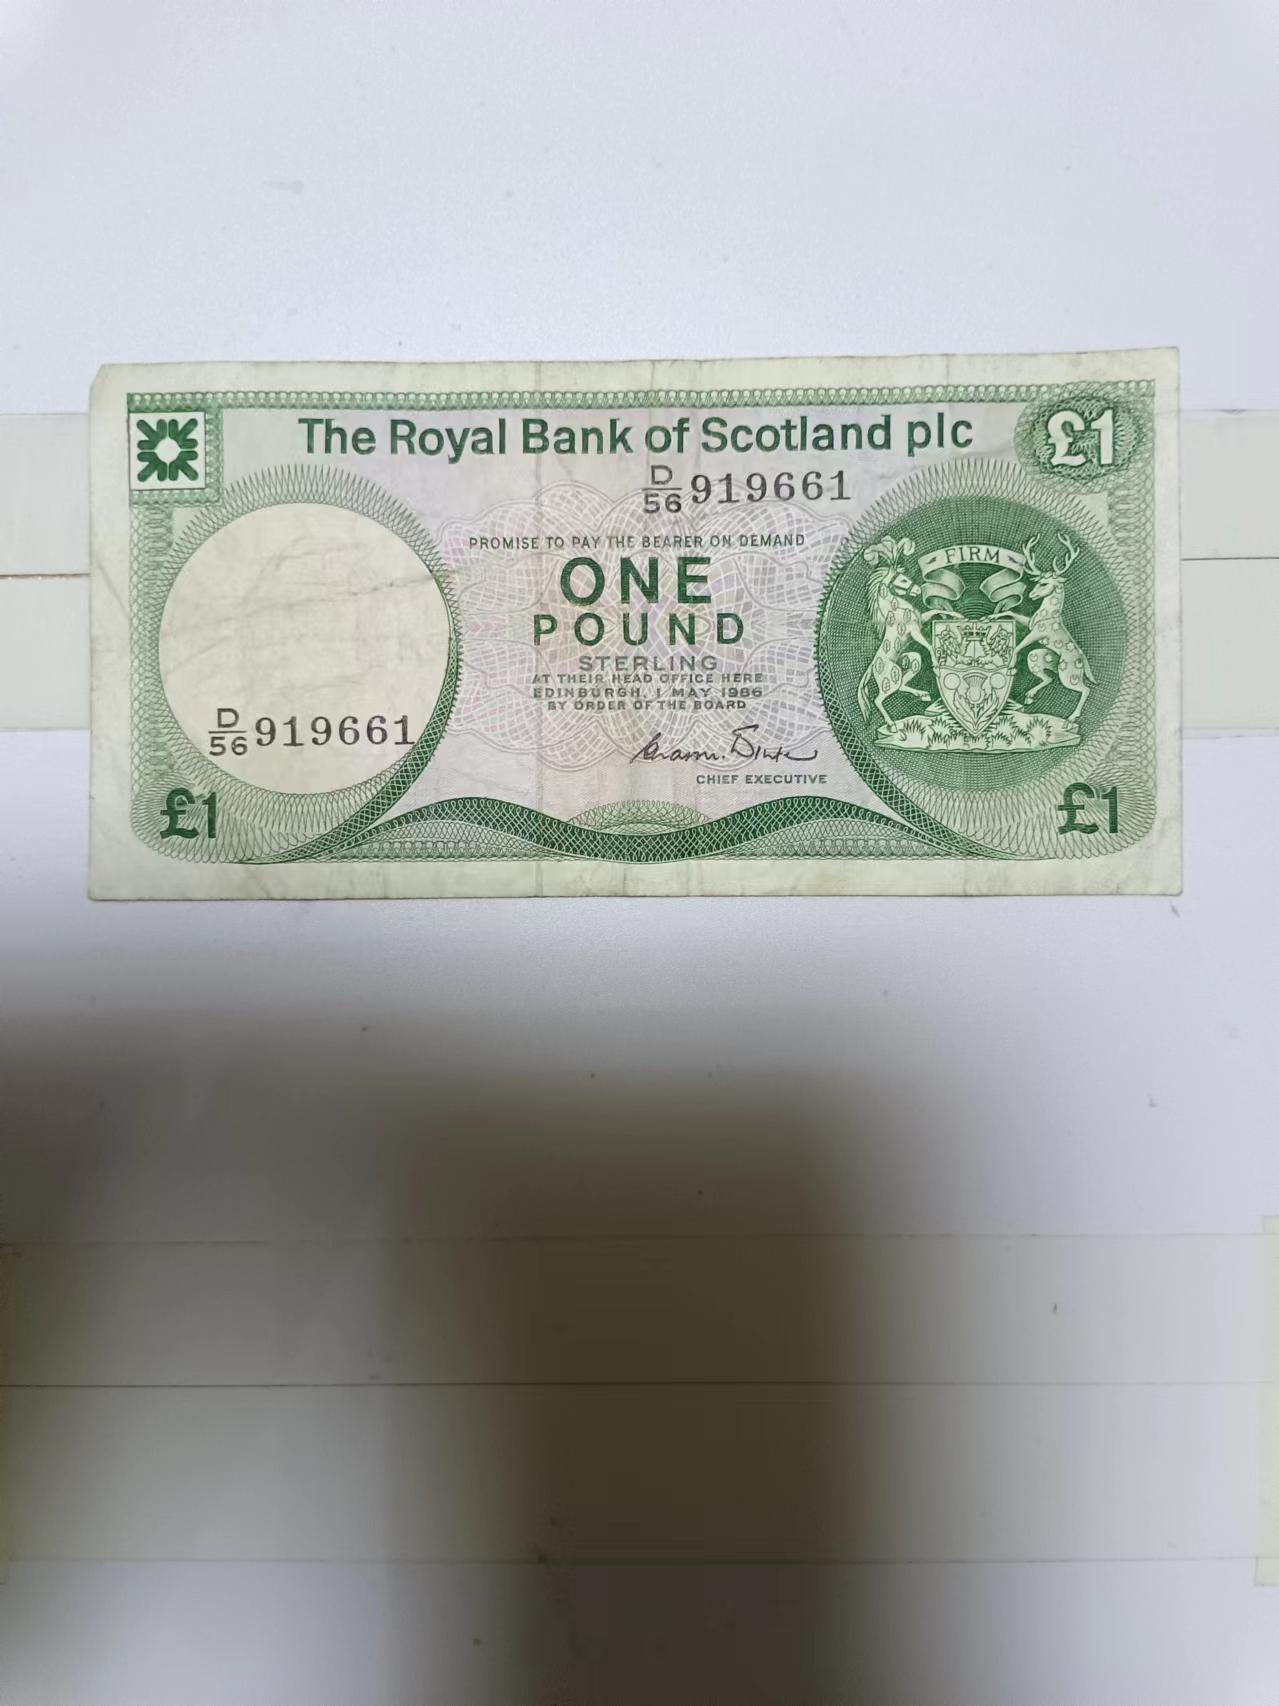 The Royal Bank of Scotland plc
£1
D/56 919661
PROMISE TO PAY THE BEARER ON DEMAND
ONE
POUND
STERLING
AT THEIR HEAD OFFICE HERE
EDINBURGH, 1 MAY 1986
BY ORDER OF THE BOARD
CHIEF EXECUTIVE
FIRM
D/56 919661
£1
£1